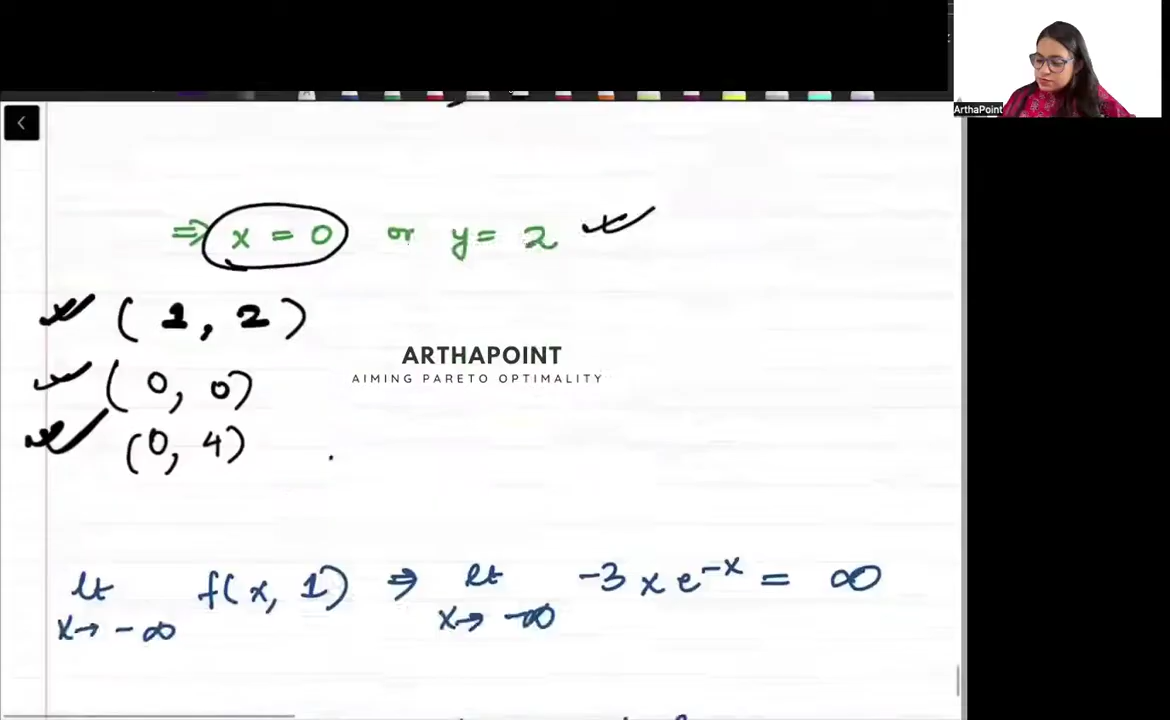 ArthaPoint
⇒ x = 0 or y = 2
(1, 2)
(0, 0)
(0, 4)
ARTHAPOINT
AIMING PARETO OPTIMALITY
lt f(x, 1) ⇒ lt -3 x e^{-x} = ∞
x → -∞ x → -∞